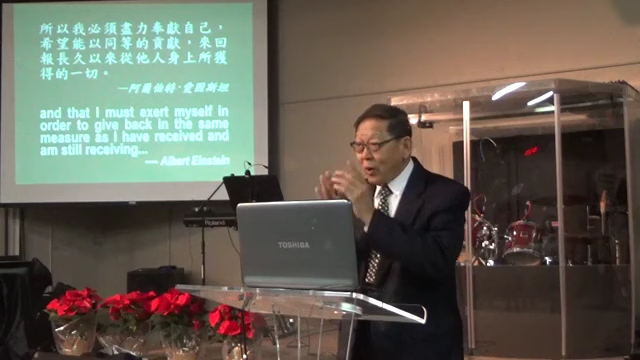 所以我必須盡力奉獻自己，
希望能以同等的貢獻，來回
報長久以來從他人身上所獲
得的一切。
—阿爾伯特·愛因斯坦
and that I must exert myself in
order to give back in the same
measure as I have received and
am still receiving...
— Albert Einstein
Roland
TOSHIBA